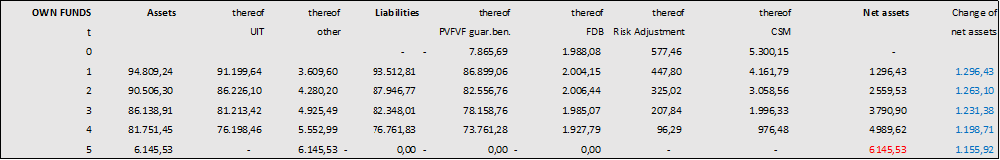 OWN FUNDS Assets thereof thereof Liabilities thereof thereof thereof thereof Net assets Change of
t UIT other PVFVF guar.ben. FDB Risk Adjustment CSM net assets
0 - - 7.865,69 1.988,08 577,46 5.300,15 -
1 94.809,24 91.199,64 3.609,60 93.512,81 86.899,06 2.004,15 447,80 4.161,79 1.296,43 1.296,43
2 90.506,30 86.226,10 4.280,20 87.946,77 82.556,76 2.006,44 325,02 3.058,56 2.559,53 1.263,10
3 86.138,91 81.213,42 4.925,49 82.348,01 78.158,76 1.985,07 207,84 1.996,33 3.790,90 1.231,38
4 81.751,45 76.198,46 5.552,99 76.761,83 73.761,28 1.927,79 96,29 976,48 4.989,62 1.198,71
5 6.145,53 - 6.145,53 - 0,00 - 0,00 - 0,00 - - 6.145,53 1.155,92